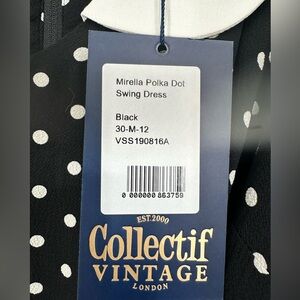 Mirella Polka Dot
Swing Dress
Black
30-M-12
VSS190816A
0 000000 863759
EST.2000
Collectif
VINTAGE
LONDON